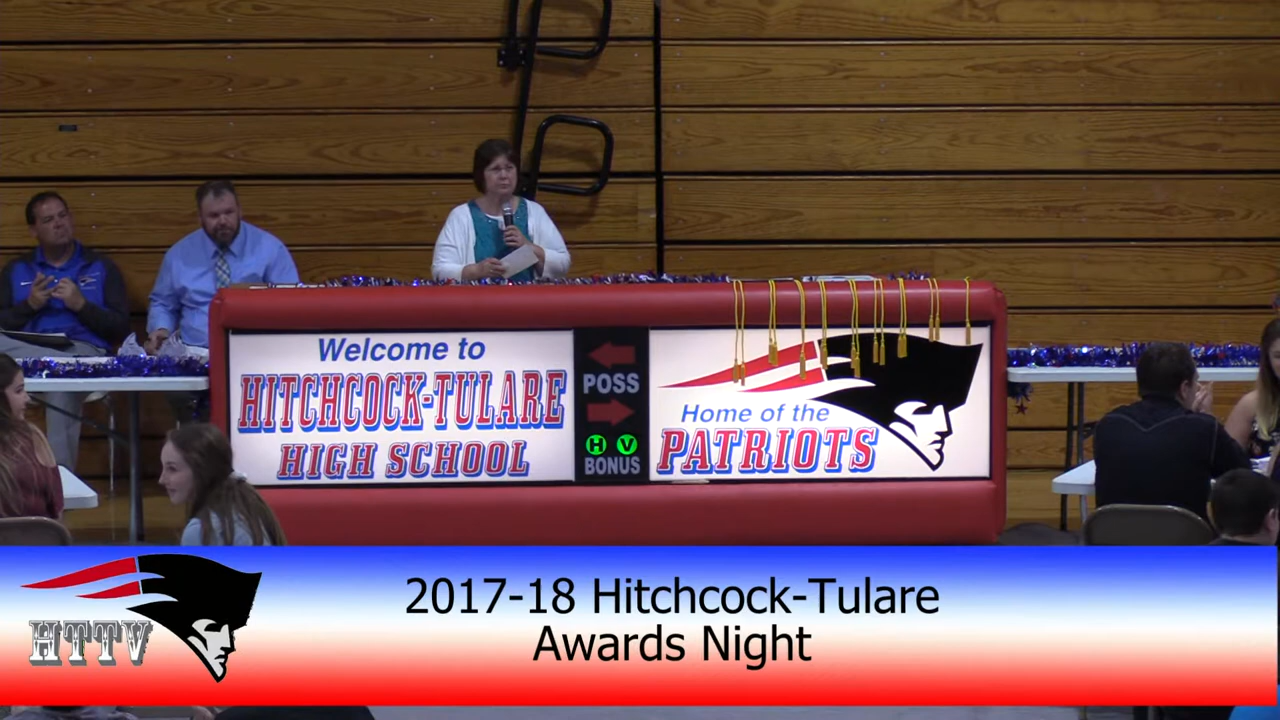 Welcome to
HITCHCOCK-TULARE
HIGH SCHOOL
POSS
H V
BONUS
Home of the
PATRIOTS
HTTV
2017-18 Hitchcock-Tulare
Awards Night